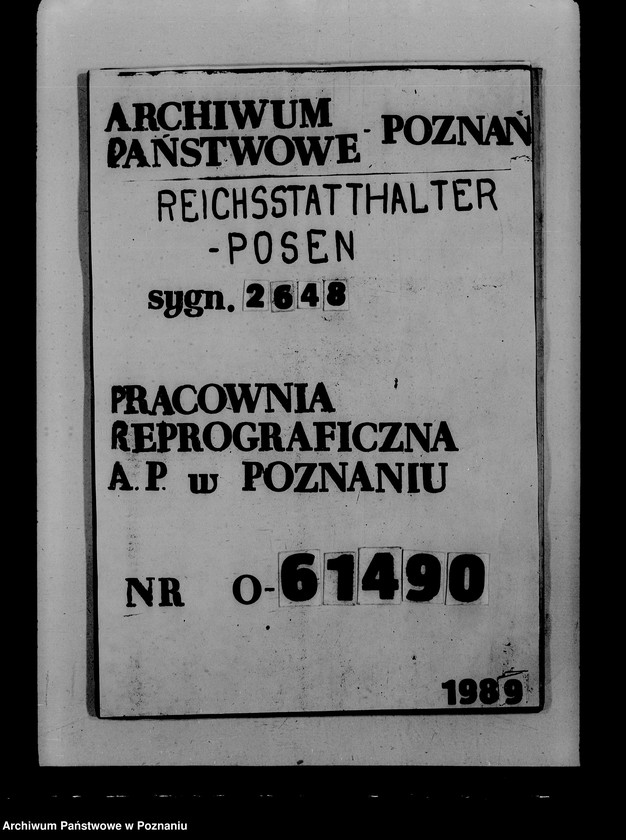 ARCHIWUM
PAŃSTWOWE - POZNAŃ
REICHSSTATTHALTER
-POSEN
sygn. 2648
PRACOWNIA
REPROGRAFICZNA
A.P. w POZNANIU
NR O-61490
1989
Archiwum Państwowe w Poznaniu